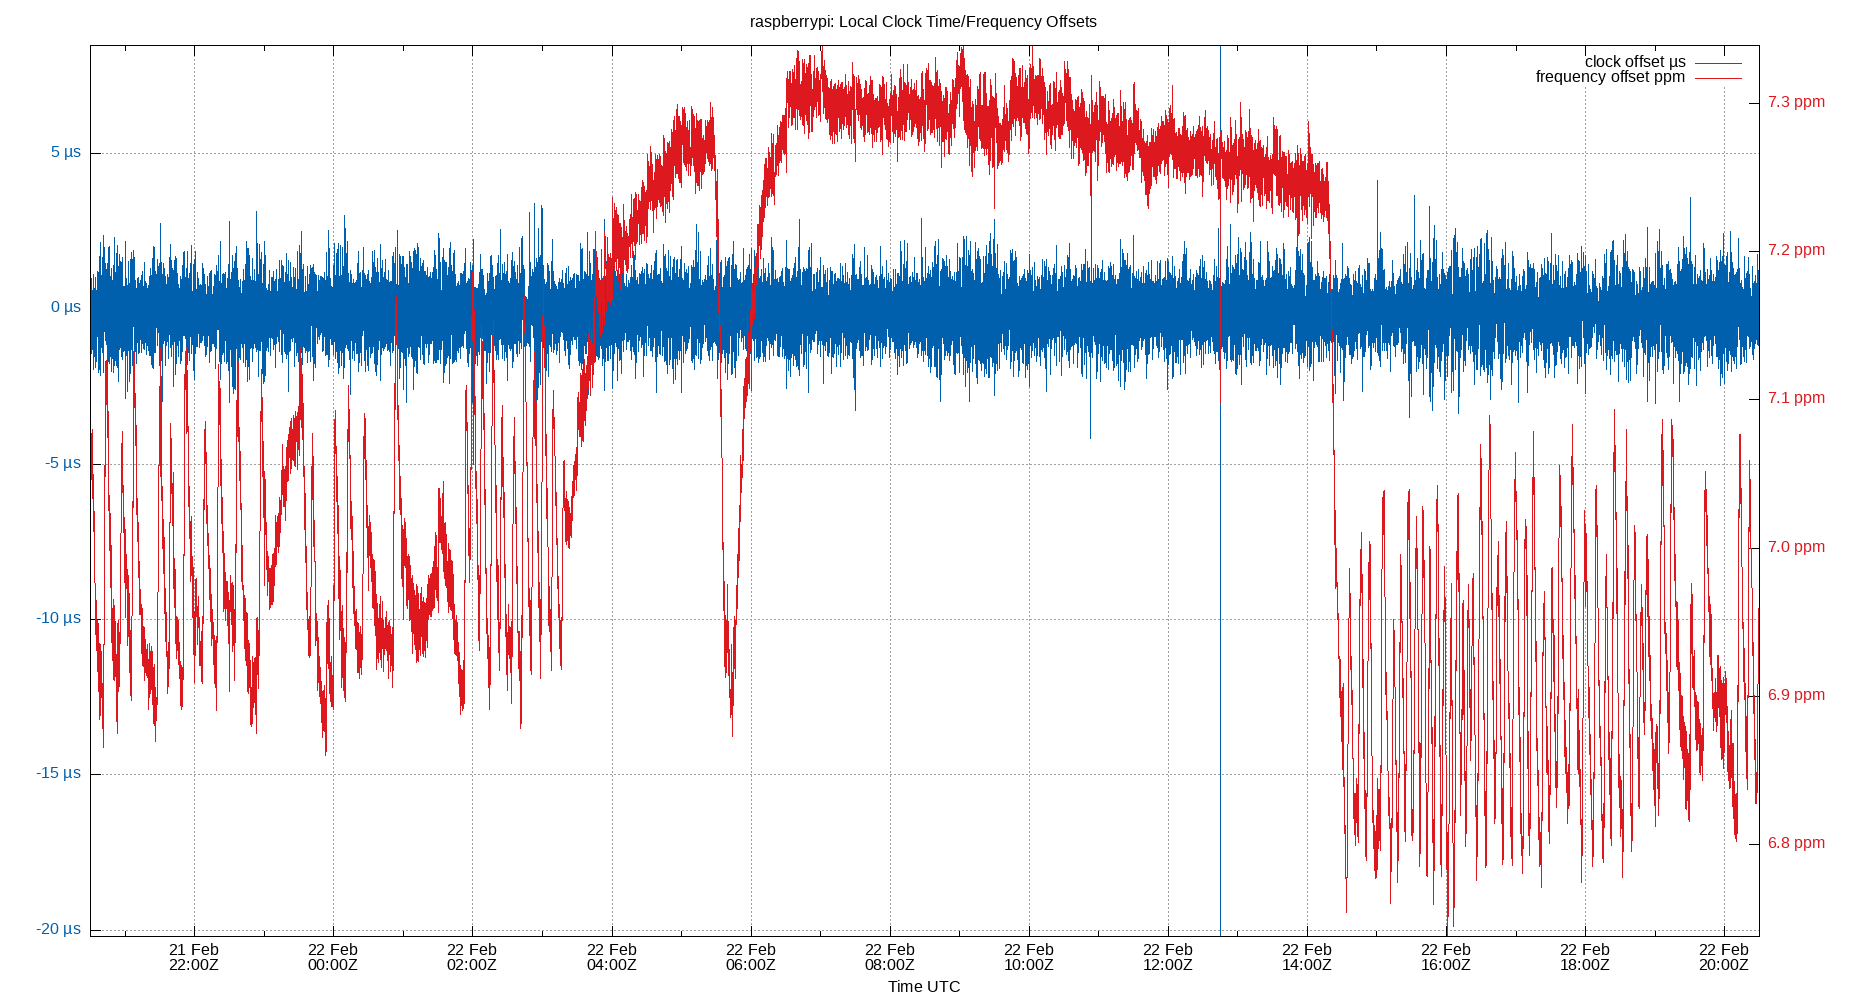 raspberrypi: Local Clock Time/Frequency Offsets
clock offset µs
frequency offset ppm
5 µs
0 µs
-5 µs
-10 µs
-15 µs
-20 µs
7.3 ppm
7.2 ppm
7.1 ppm
7.0 ppm
6.9 ppm
6.8 ppm
21 Feb
22:00Z
22 Feb
00:00Z
22 Feb
02:00Z
22 Feb
04:00Z
22 Feb
06:00Z
22 Feb
08:00Z
22 Feb
10:00Z
22 Feb
12:00Z
22 Feb
14:00Z
22 Feb
16:00Z
22 Feb
18:00Z
22 Feb
20:00Z
Time UTC